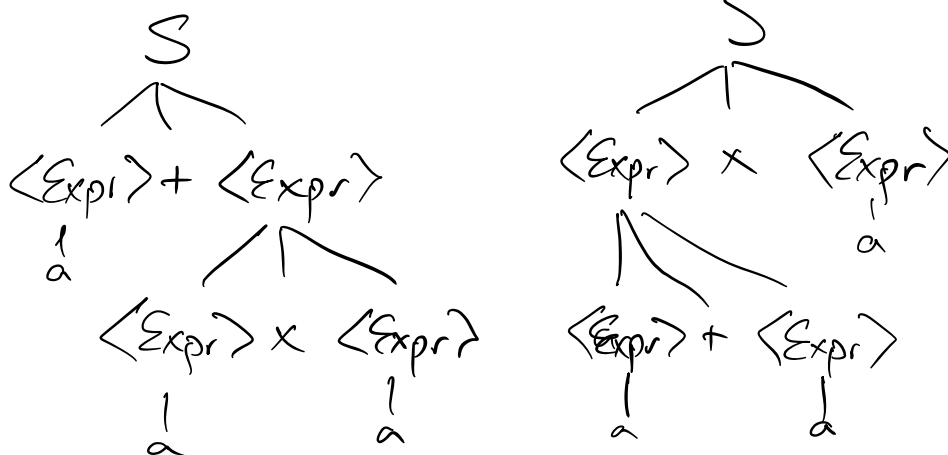 S S
<Expr> + <Expr> <Expr> x <Expr>
a a
<Expr> x <Expr> <Expr> + <Expr>
a a a a